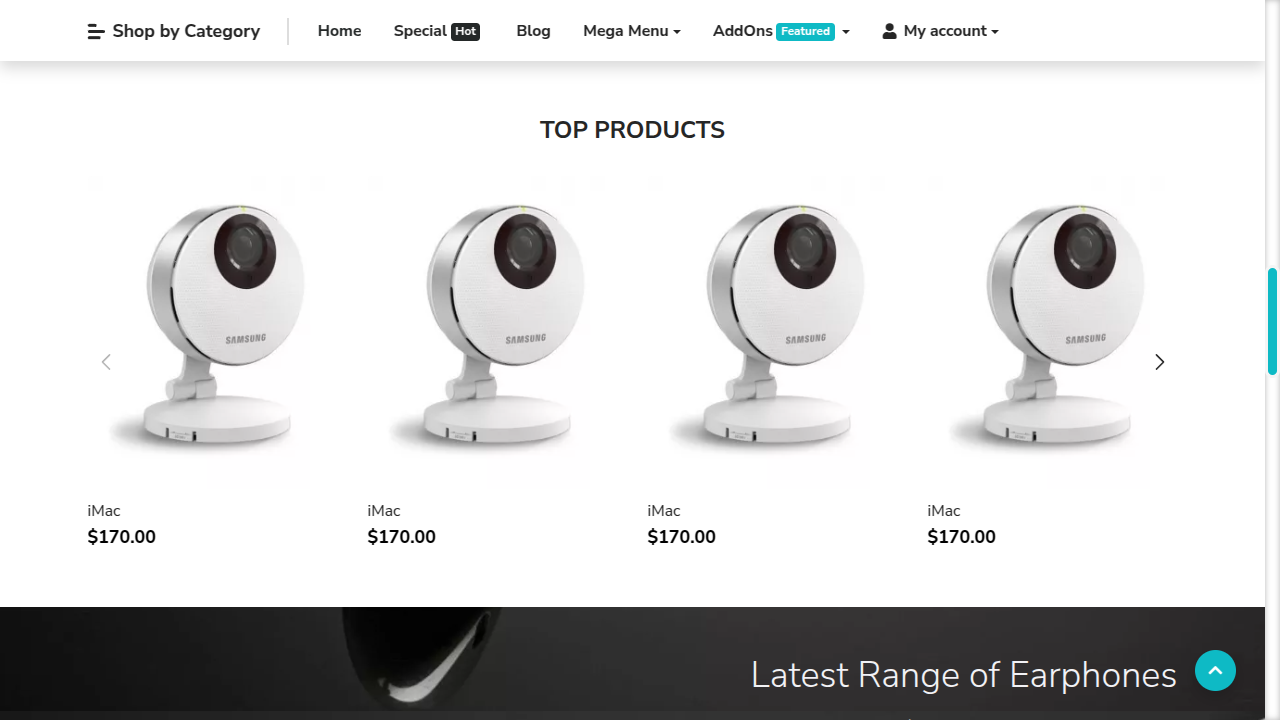 Shop by Category
Home
Special Hot
Blog
Mega Menu
AddOns Featured
My account
TOP PRODUCTS
SAMSUNG
SAMSUNG
SAMSUNG
SAMSUNG
iMac
$170.00
iMac
$170.00
iMac
$170.00
iMac
$170.00
Latest Range of Earphones